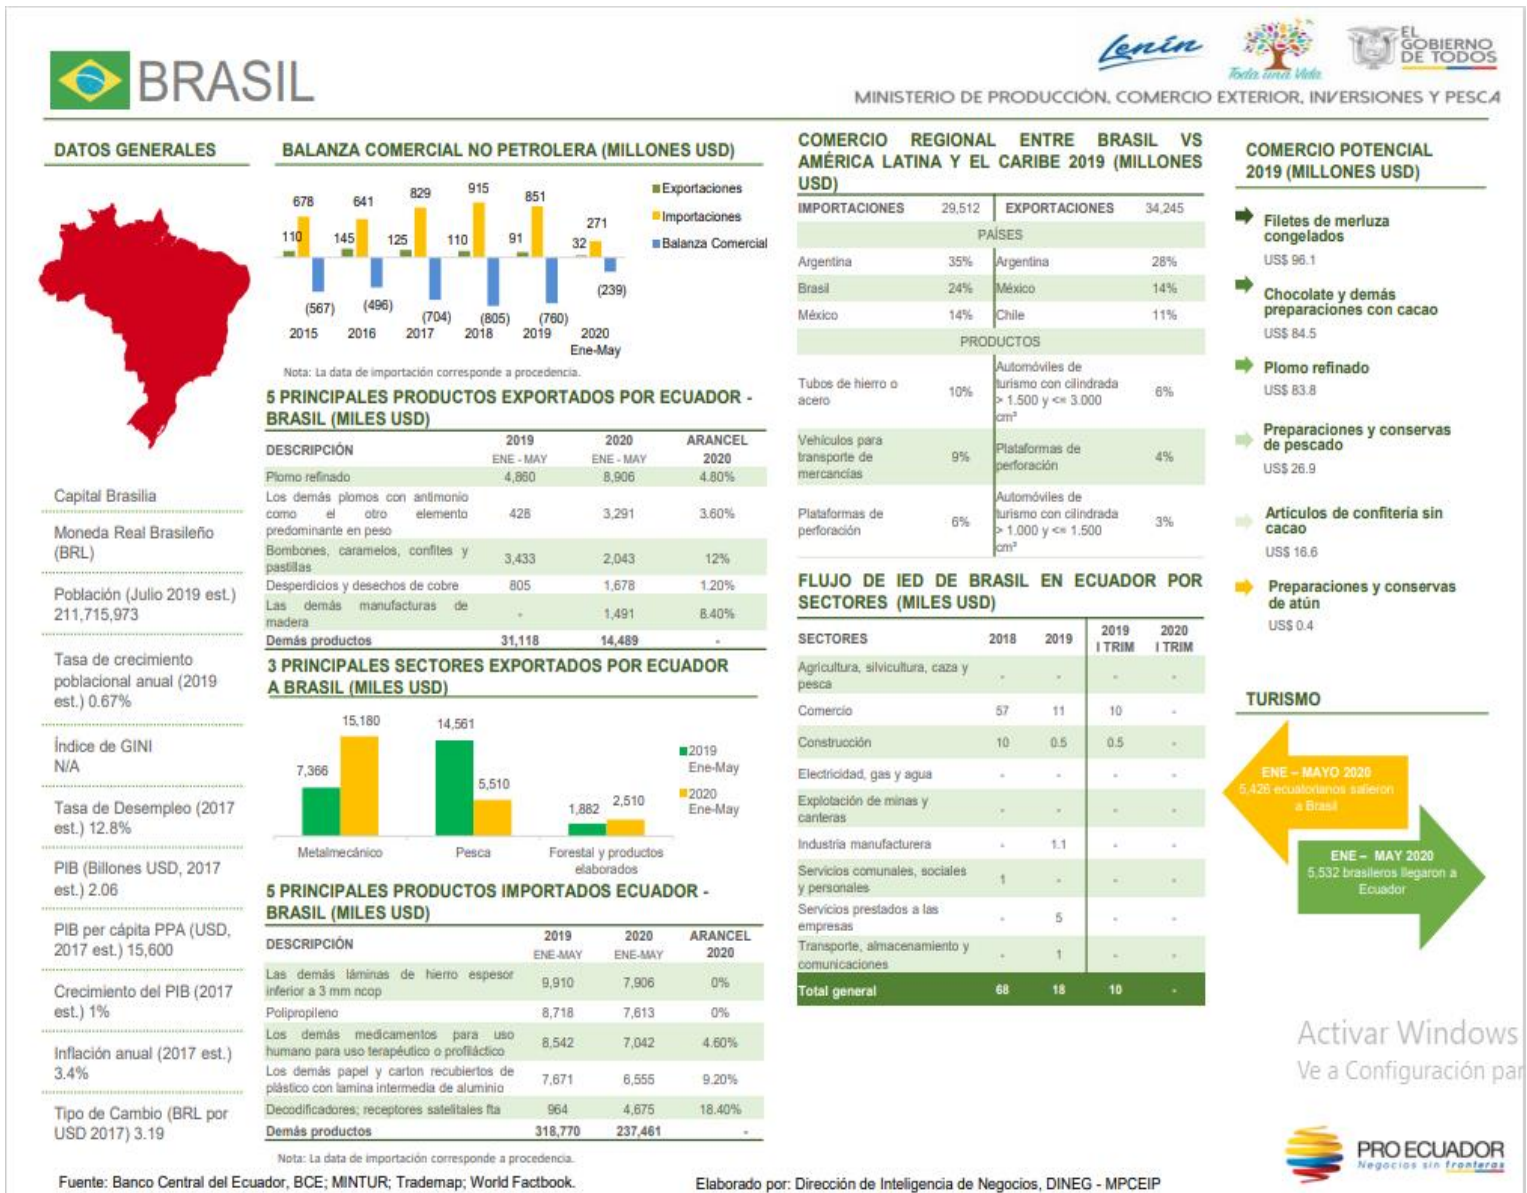 BRASIL
Lenín
Toda una Vida
EL
GOBIERNO
DE TODOS
MINISTERIO DE PRODUCCIÓN, COMERCIO EXTERIOR, INVERSIONES Y PESCA
DATOS GENERALES
Capital Brasilia
Moneda Real Brasileño
(BRL)
Población (Julio 2019 est.)
211,715,973
Tasa de crecimiento
poblacional anual (2019
est.) 0.67%
Índice de GINI
N/A
Tasa de Desempleo (2017
est.) 12.8%
PIB (Billones USD, 2017
est.) 2.06
PIB per cápita PPA (USD,
2017 est.) 15,600
Crecimiento del PIB (2017
est.) 1%
Inflación anual (2017 est.)
3.4%
Tipo de Cambio (BRL por
USD 2017) 3.19
BALANZA COMERCIAL NO PETROLERA (MILLONES USD)
678 641 829 915 851 271
110 145 125 110 91 32
(567) (496) (704) (805) (760) (239)
2015 2016 2017 2018 2019 2020
Ene-May
Exportaciones
Importaciones
Balanza Comercial
Nota: La data de importación corresponde a procedencia.
5 PRINCIPALES PRODUCTOS EXPORTADOS POR ECUADOR -
BRASIL (MILES USD)
DESCRIPCIÓN 2019 2020 ARANCEL
ENE - MAY ENE - MAY 2020
Plomo refinado 4,860 8,906 4.80%
Los demás plomos con antimonio
como el otro elemento 428 3,291 3.60%
predominante en peso
Bombones, caramelos, confites y
pastillas 3,433 2,043 12%
Desperdicios y desechos de cobre 805 1,678 1.20%
Las demás manufacturas de
madera - 1,491 8.40%
Demás productos 31,118 14,489 -
3 PRINCIPALES SECTORES EXPORTADOS POR ECUADOR
A BRASIL (MILES USD)
7,366 15,180 14,561 5,510 1,882 2,510
Metalmecánico Pesca Forestal y productos
elaborados
2019
Ene-May
2020
Ene-May
5 PRINCIPALES PRODUCTOS IMPORTADOS ECUADOR -
BRASIL (MILES USD)
DESCRIPCIÓN 2019 2020 ARANCEL
ENE-MAY ENE-MAY 2020
Las demás láminas de hierro espesor
inferior a 3 mm ncop 9,910 7,906 0%
Polipropileno 8,718 7,613 0%
Los demás medicamentos para uso
humano para uso terapéutico o profiláctico 8,542 7,042 4.60%
Los demás papel y carton recubiertos de
plástico con lamina intermedia de aluminio 7,671 6,555 9.20%
Decodificadores; receptores satelitales fta 964 4,675 18.40%
Demás productos 318,770 237,461 -
Nota: La data de importación corresponde a procedencia.
COMERCIO REGIONAL ENTRE BRASIL VS
AMÉRICA LATINA Y EL CARIBE 2019 (MILLONES
USD)
IMPORTACIONES 29,512 EXPORTACIONES 34,245
PAÍSES
Argentina 35% Argentina 28%
Brasil 24% México 14%
México 14% Chile 11%
PRODUCTOS
Tubos de hierro o
acero 10% Automóviles de
turismo con cilindrada
> 1.500 y <= 3.000
cm³ 6%
Vehículos para
transporte de
mercancías 9% Plataformas de
perforación 4%
Plataformas de
perforación 6% Automóviles de
turismo con cilindrada
> 1.000 y <= 1.500
cm³ 3%
FLUJO DE IED DE BRASIL EN ECUADOR POR
SECTORES (MILES USD)
SECTORES 2018 2019 2019 2020
I TRIM I TRIM
Agricultura, silvicultura, caza y
pesca - - - -
Comercio 57 11 10 -
Construcción 10 0.5 0.5 -
Electricidad, gas y agua - - - -
Explotación de minas y
canteras - - - -
Industria manufacturera - 1.1 - -
Servicios comunales, sociales
y personales 1 - - -
Servicios prestados a las
empresas - 5 - -
Transporte, almacenamiento y
comunicaciones - 1 - -
Total general 68 18 10 -
COMERCIO POTENCIAL
2019 (MILLONES USD)
Filetes de merluza
congelados
US$ 96.1
Chocolate y demás
preparaciones con cacao
US$ 84.5
Plomo refinado
US$ 83.8
Preparaciones y conservas
de pescado
US$ 26.9
Artículos de confitería sin
cacao
US$ 16.6
Preparaciones y conservas
de atún
US$ 0.4
TURISMO
ENE – MAYO 2020
5,426 ecuatorianos salieron
a Brasil
ENE – MAY 2020
5,532 brasileros llegaron a
Ecuador
Activar Windows
Ve a Configuración par
PRO ECUADOR
Negocios sin fronteras
Fuente: Banco Central del Ecuador, BCE; MINTUR; Trademap; World Factbook.
Elaborado por: Dirección de Inteligencia de Negocios, DINEG - MPCEIP